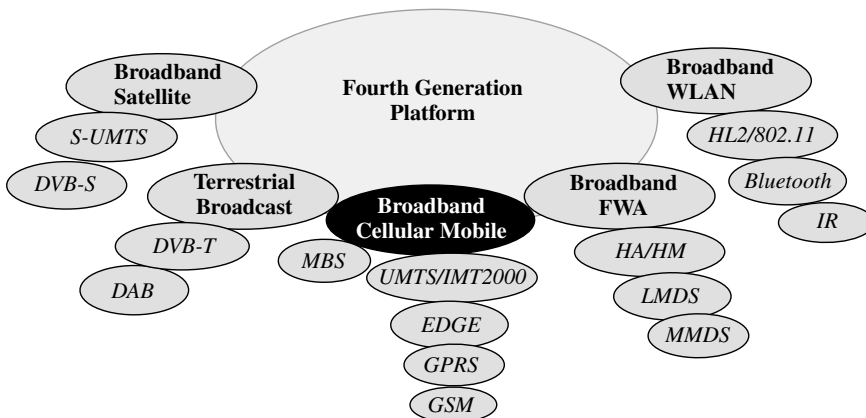 Fourth Generation
Platform
Broadband
Satellite
S-UMTS
DVB-S
Terrestrial
Broadcast
DVB-T
DAB
Broadband
Cellular Mobile
MBS
UMTS/IMT2000
EDGE
GPRS
GSM
Broadband
FWA
HA/HM
LMDS
MMDS
Broadband
WLAN
HL2/802.11
Bluetooth
IR